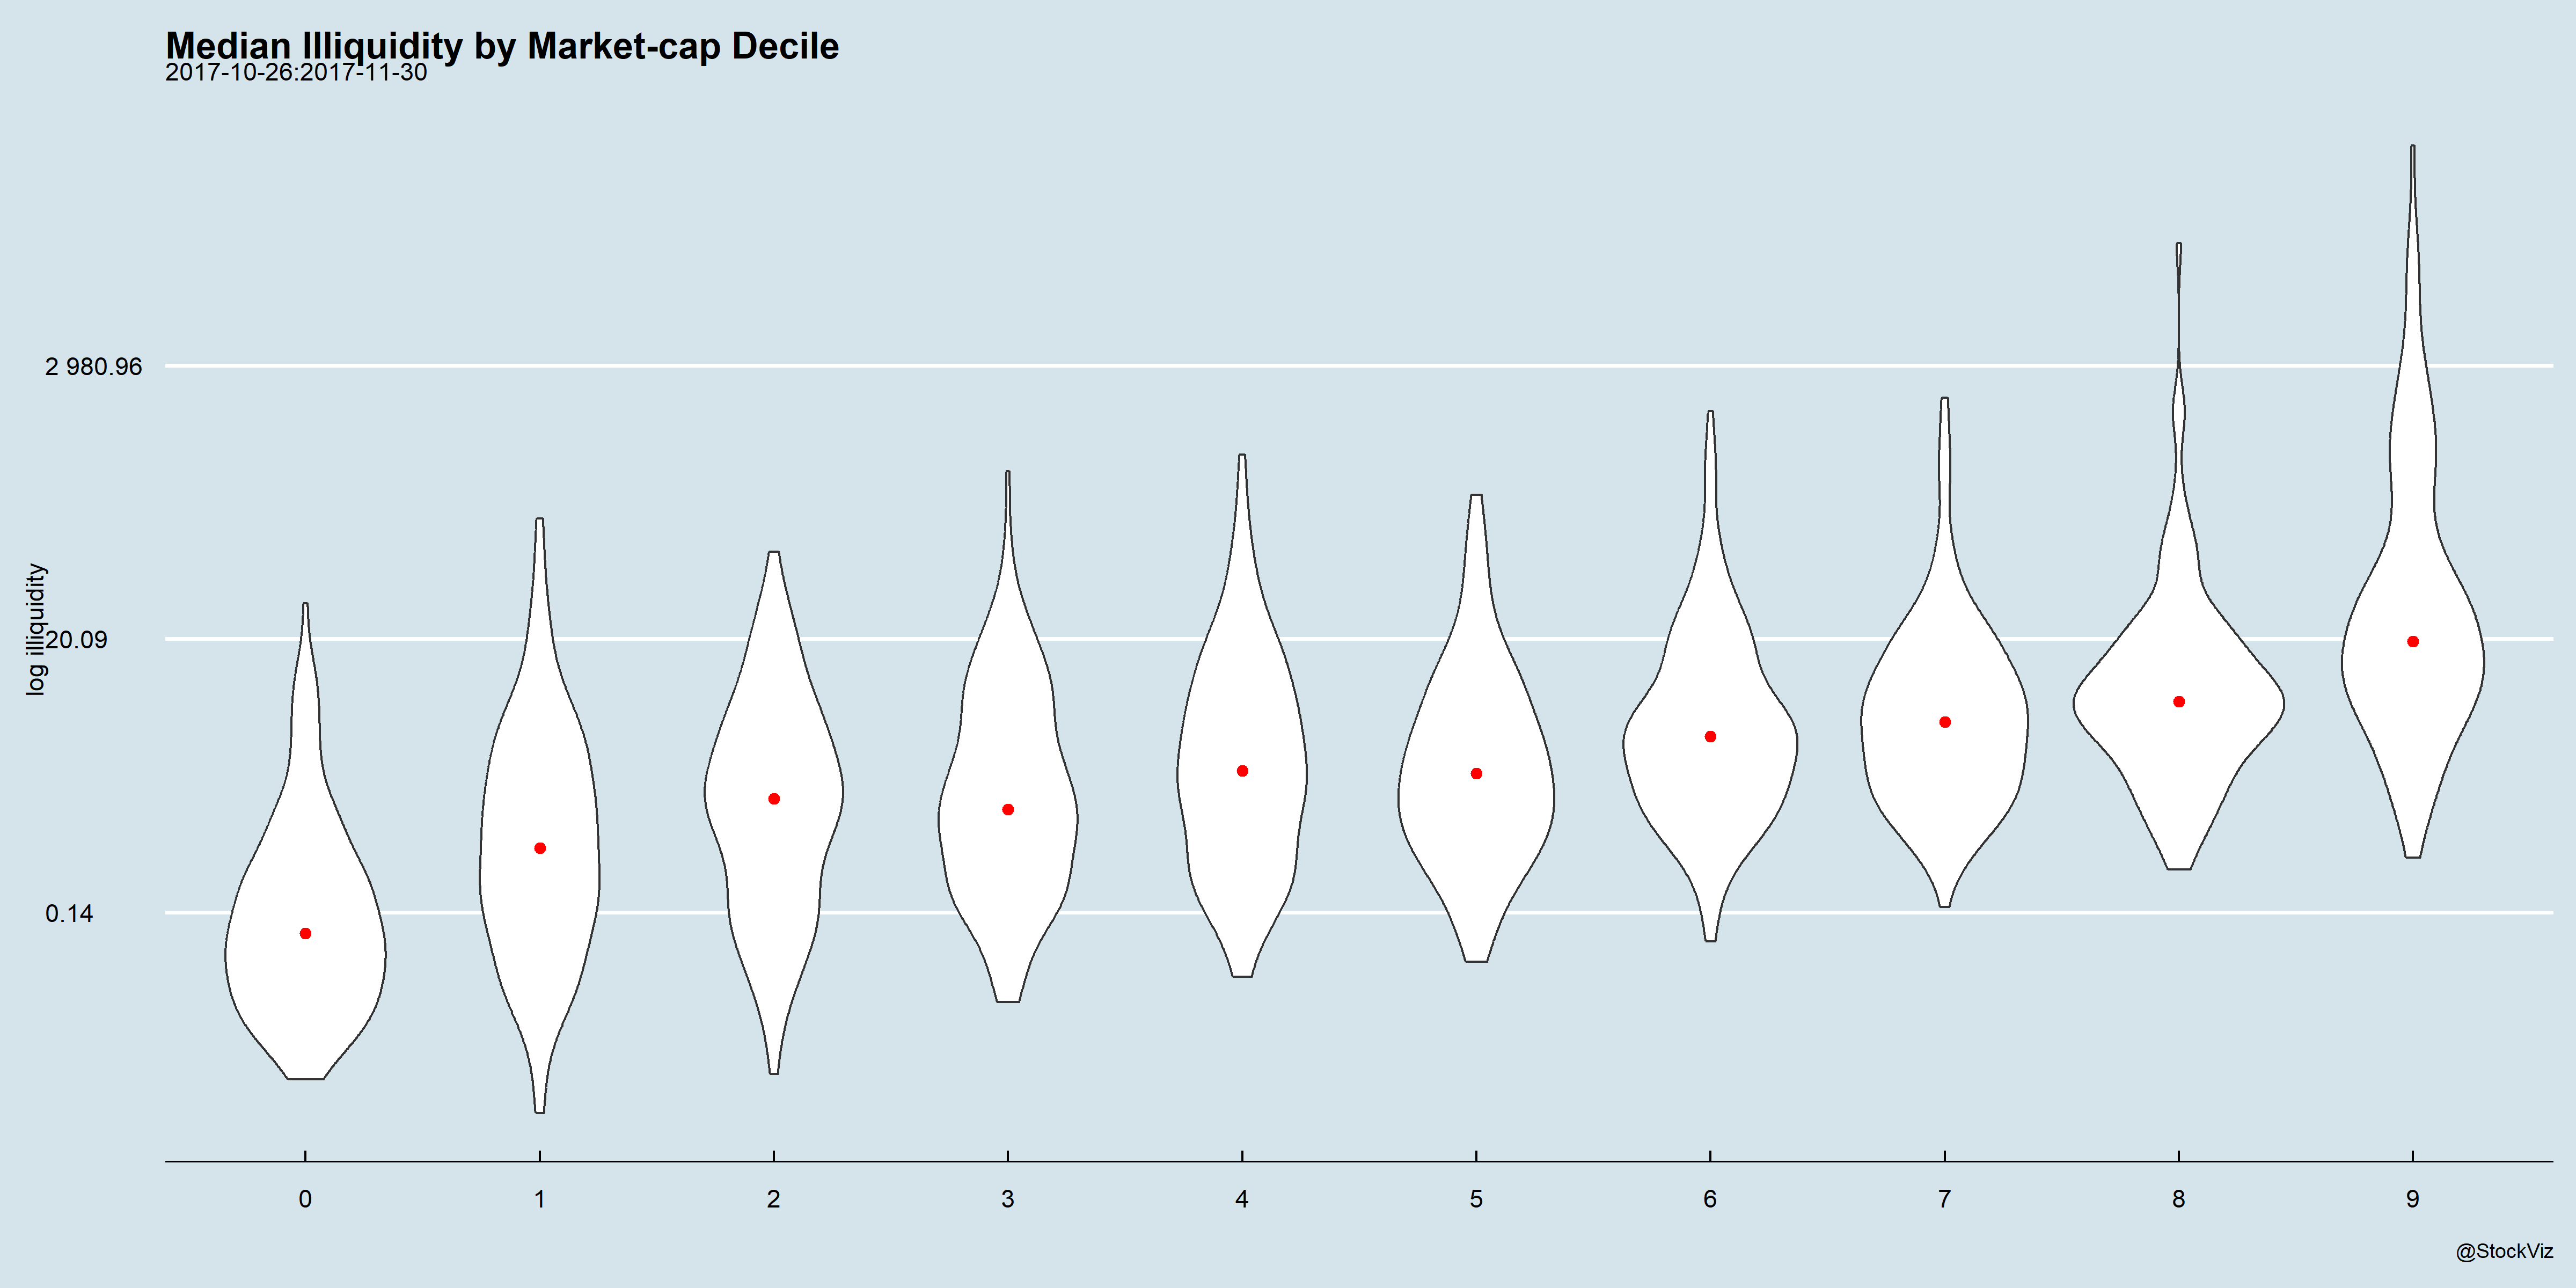 Median Illiquidity by Market-cap Decile
2017-10-26:2017-11-30
2 980.96
20.09
0.14
log illiquidity
0 1 2 3 4 5 6 7 8 9
@StockViz